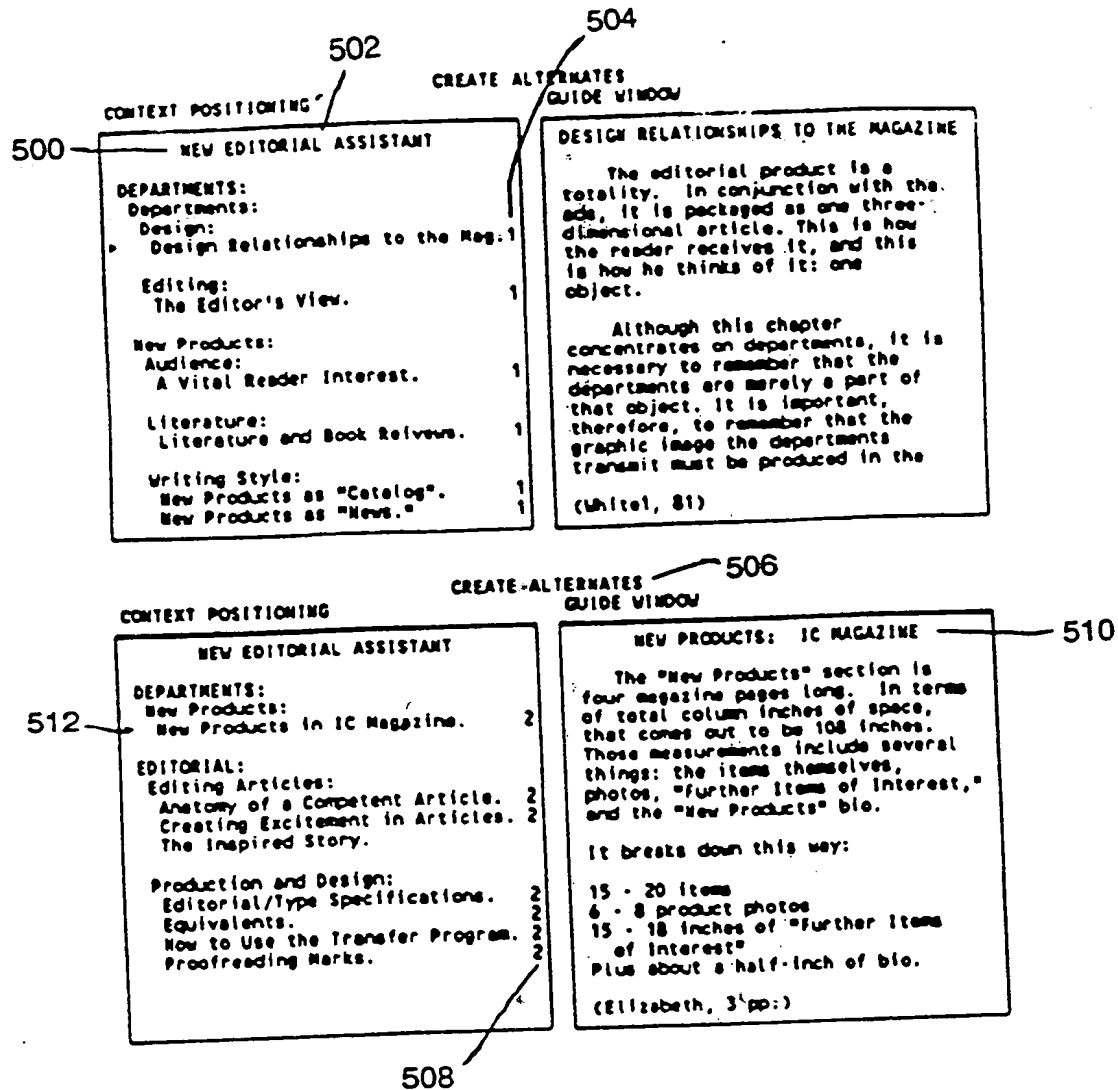 504
502
CREATE ALTERNATES
CONTEXT POSITIONING
GUIDE WINDOW
500
NEW EDITORIAL ASSISTANT
DEPARTMENTS:
Departments:
Design:
Design Relationships to the Mag. 1
Editing:
The Editor's View. 1
New Products:
Audience:
A Vital Reader Interest. 1
Literature:
Literature and Book Reivews. 1
Writing Style:
New Products as "Catalog". 1
New Products as "News." 1
DESIGN RELATIONSHIPS TO THE MAGAZINE
The editorial product is a
totality. In conjunction with the
ads, it is packaged as one three-
dimensional article. This is how
the reader receives it, and this
is how he thinks of it: one
object.
Although this chapter
concentrates on departments, it is
necessary to remember that the
departments are merely a part of
that object. It is important,
therefore, to remember that the
graphic image the departments
transmit must be produced in the
(White1, 81)
CREATE-ALTERNATES
506
CONTEXT POSITIONING
GUIDE WINDOW
NEW EDITORIAL ASSISTANT
DEPARTMENTS:
New Products:
512
New Products in IC Magazine. 2
EDITORIAL:
Editing Articles:
Anatomy of a Competent Article. 2
Creating Excitement in Articles. 2
The Inspired Story.
Production and Design:
Editorial/Type Specifications. 2
Equivalents. 2
How to Use the Transfer Program. 2
Proofreading Marks. 2
508
NEW PRODUCTS: IC MAGAZINE
510
The "New Products" section is
four magazine pages long. In terms
of total column inches of space,
that comes out to be 108 inches.
Those measurements include several
things: the items themselves,
photos, "Further Items of Interest,"
and the "New Products" bio.
It breaks down this way:
15 - 20 items
6 - 8 product photos
15 - 18 inches of "Further Items
of Interest"
Plus about a half-inch of bio.
(Elizabeth, 3 pp.)